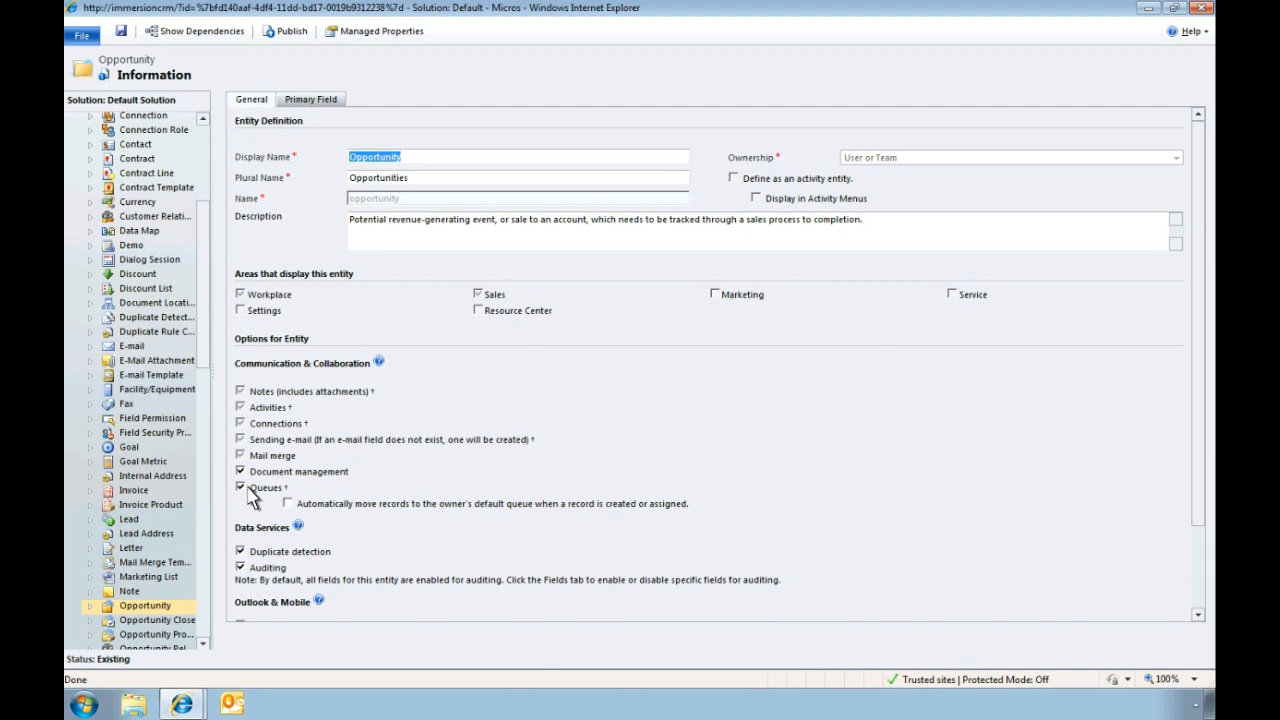 http://immersioncrm/?id=%7bfd140aaf-4df4-11dd-bd17-0019b9312238%7d - Solution: Default - Micros - Windows Internet Explorer
File
Show Dependencies
Publish
Managed Properties
Help
Opportunity
Information
Solution: Default Solution
Connection
Connection Role
Contact
Contract
Contract Line
Contract Template
Currency
Customer Relati...
Data Map
Demo
Dialog Session
Discount
Discount List
Document Locati...
Duplicate Detect...
Duplicate Rule C...
E-mail
E-Mail Attachment
E-mail Template
Facility/Equipment
Fax
Field Permission
Field Security Pr...
Goal
Goal Metric
Internal Address
Invoice
Invoice Product
Lead
Lead Address
Letter
Mail Merge Tem...
Marketing List
Note
Opportunity
Opportunity Close
Opportunity Pro...
Opportunity Rel
General
Primary Field
Entity Definition
Display Name *
Opportunity
Ownership *
User or Team
Plural Name *
Opportunities
Define as an activity entity.
Name *
opportunity
Display in Activity Menus
Description
Potential revenue-generating event, or sale to an account, which needs to be tracked through a sales process to completion.
Areas that display this entity
Workplace
Sales
Marketing
Service
Settings
Resource Center
Options for Entity
Communication & Collaboration
Notes (includes attachments) †
Activities †
Connections †
Sending e-mail (If an e-mail field does not exist, one will be created) †
Mail merge
Document management
Queues †
Automatically move records to the owner's default queue when a record is created or assigned.
Data Services
Duplicate detection
Auditing
Note: By default, all fields for this entity are enabled for auditing. Click the Fields tab to enable or disable specific fields for auditing.
Outlook & Mobile
Status: Existing
Done
Trusted sites | Protected Mode: Off
100%